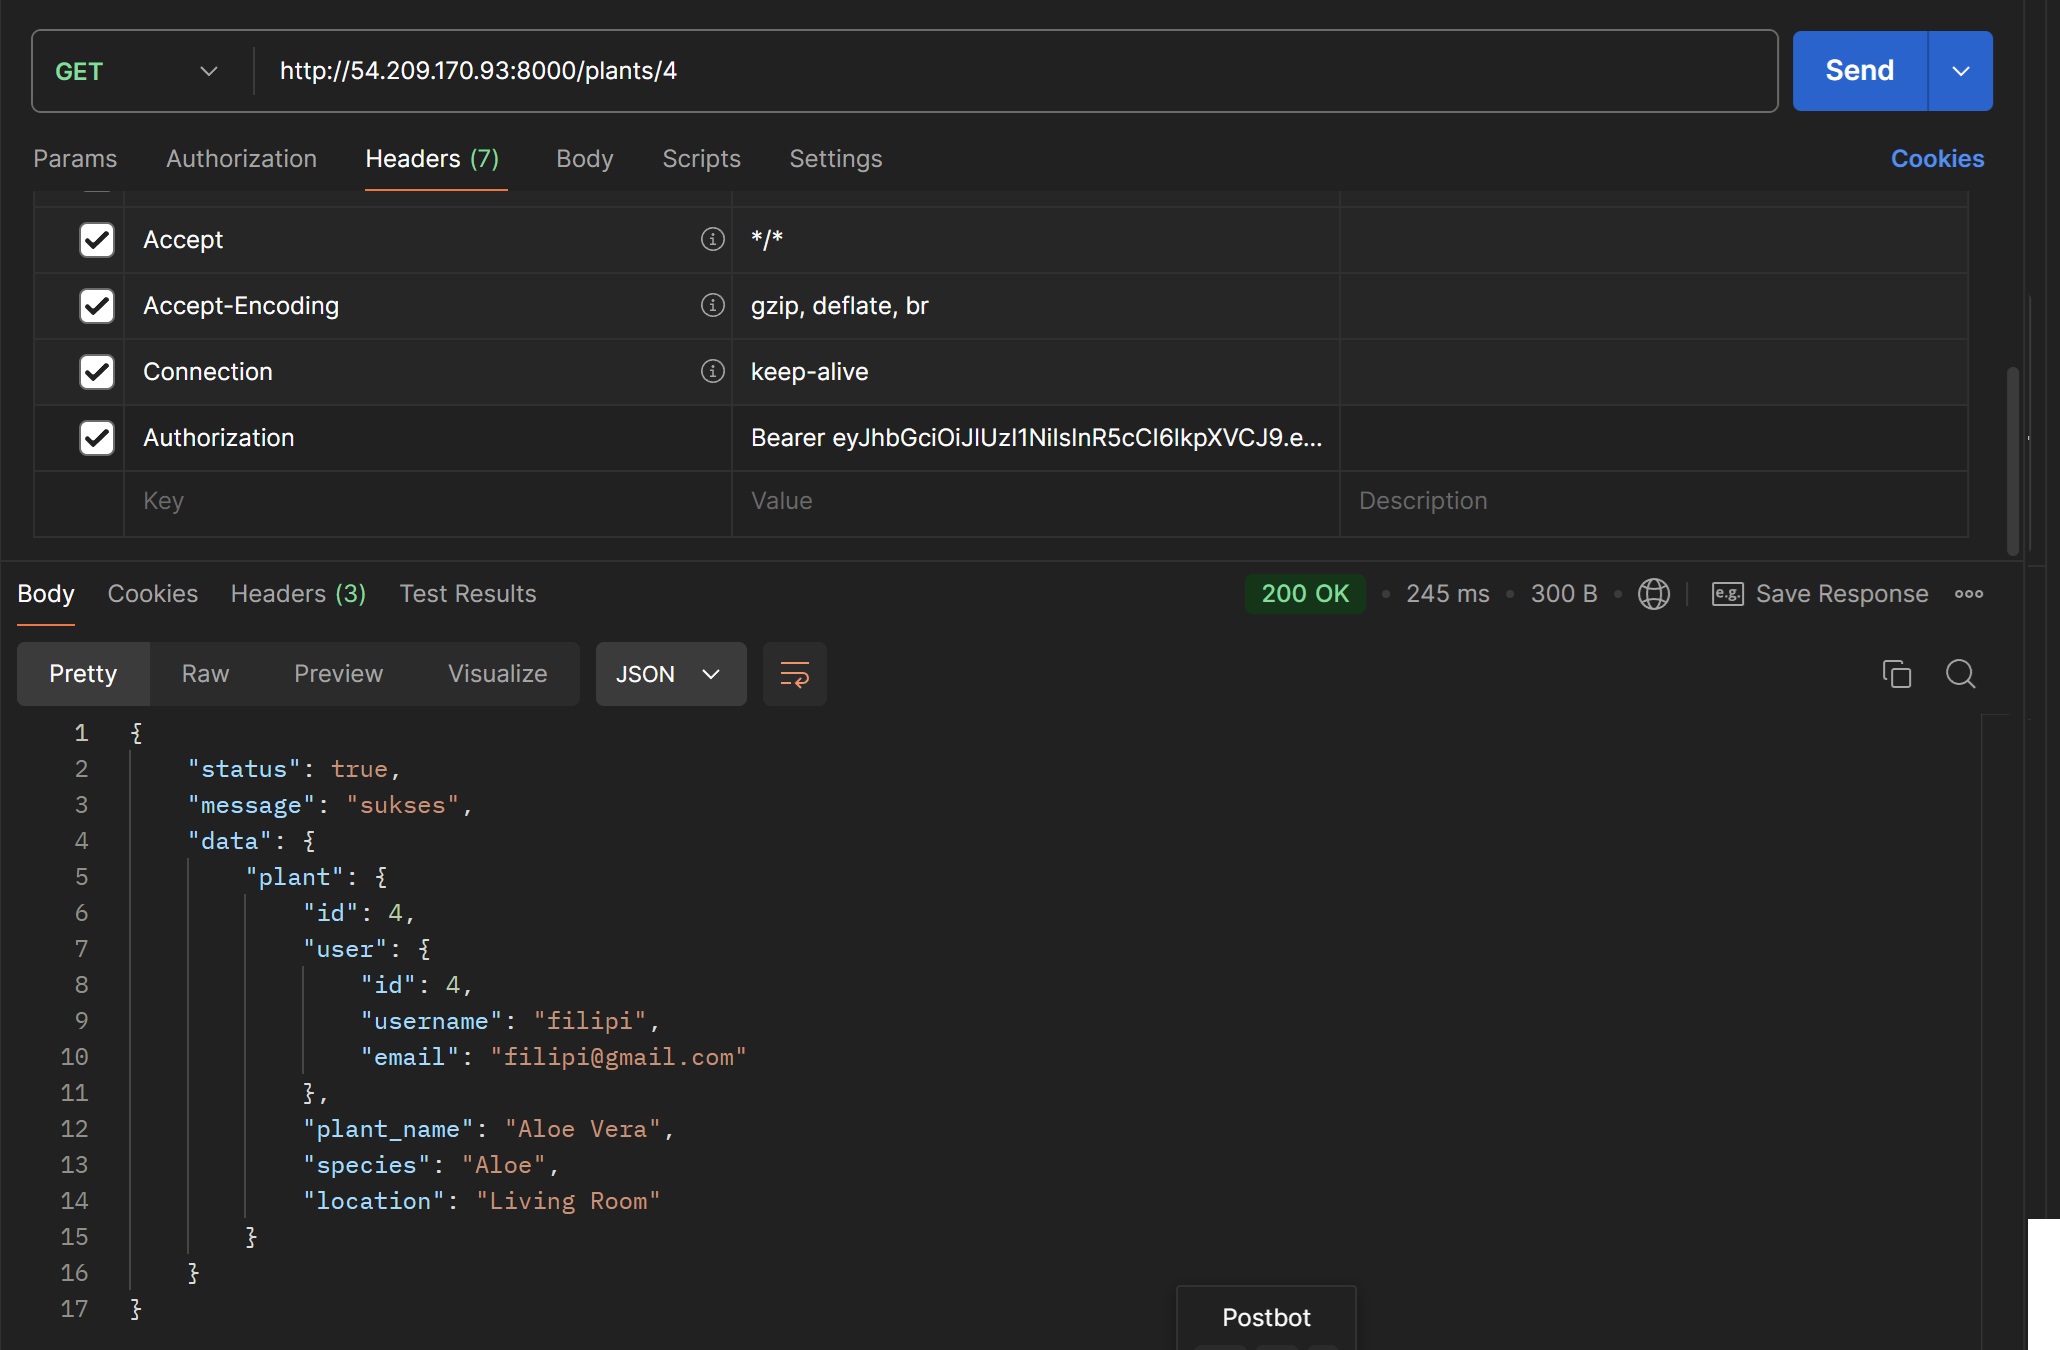 GET http://54.209.170.93:8000/plants/4 Send
Params Authorization Headers (7) Body Scripts Settings Cookies
Accept */*
Accept-Encoding gzip, deflate, br
Connection keep-alive
Authorization Bearer eyJhbGciOiJIUzI1NiIsInR5cCI6IkpXVCJ9.e...
Key Value Description
Body Cookies Headers (3) Test Results 200 OK • 245 ms • 300 B • e.g. Save Response
Pretty Raw Preview Visualize JSON
1 {
2 "status": true,
3 "message": "sukses",
4 "data": {
5 "plant": {
6 "id": 4,
7 "user": {
8 "id": 4,
9 "username": "filipi",
10 "email": "filipi@gmail.com"
11 },
12 "plant_name": "Aloe Vera",
13 "species": "Aloe",
14 "location": "Living Room"
15 }
16 }
17 }
Postbot